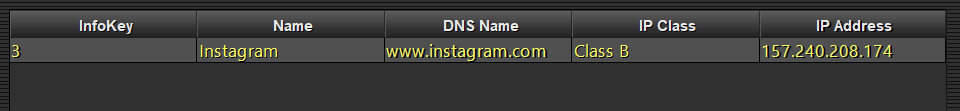 InfoKey Name DNS Name IP Class IP Address
3 Instagram www.instagram.com Class B 157.240.208.174